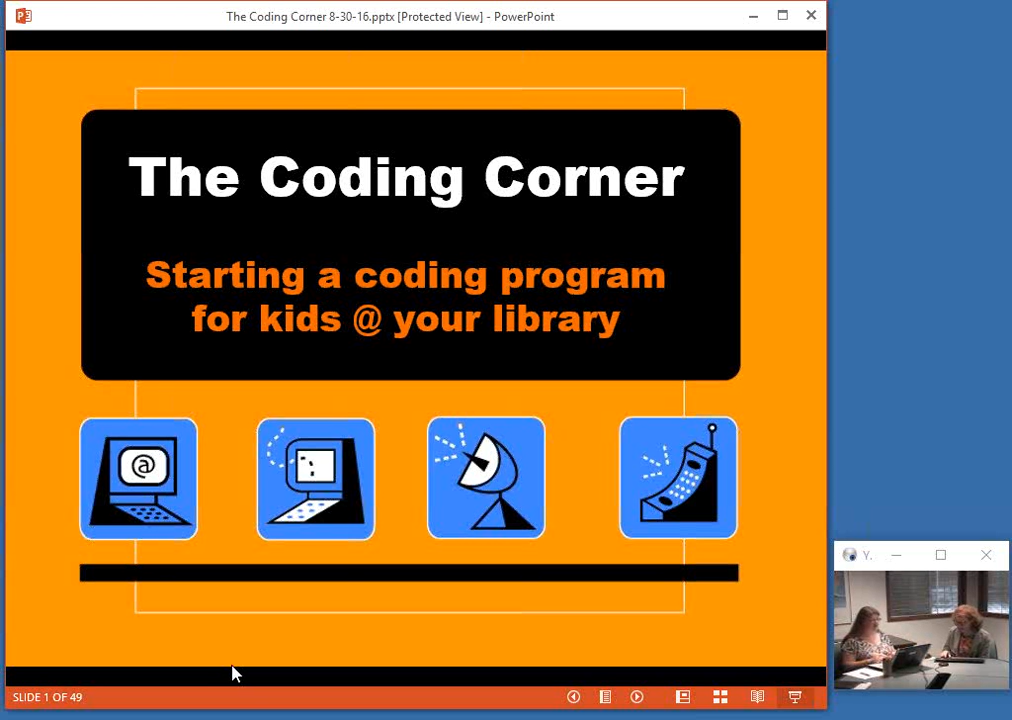 The Coding Corner 8-30-16.pptx [Protected View] - PowerPoint
The Coding Corner
Starting a coding program
for kids @ your library
@
Y.
SLIDE 1 OF 49